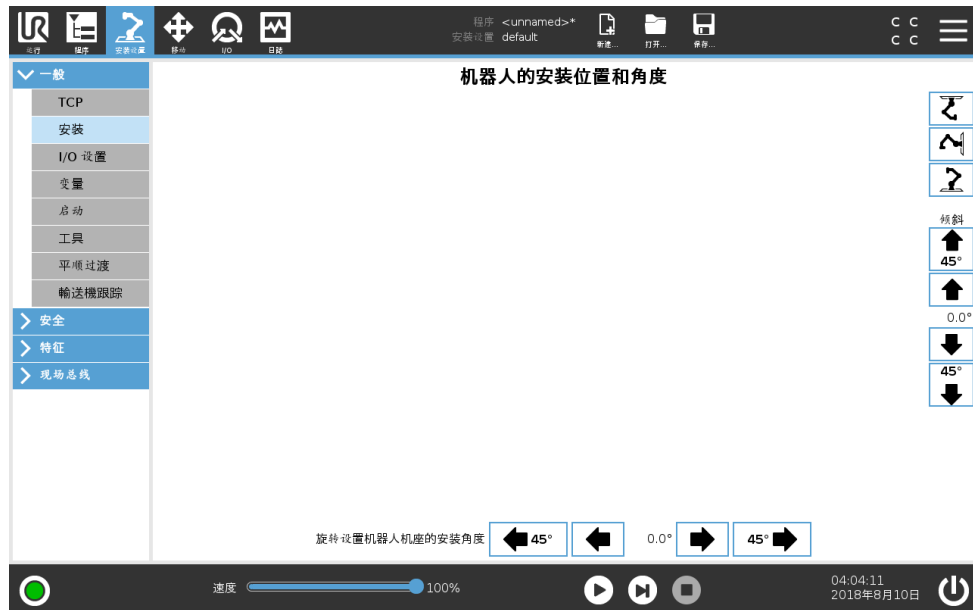 UR
程序 <unnamed>*
安装设置 default
C C
C C
运行
程序
安装设置
移动
I/O
日誌
新建...
打开...
保存...
一般
TCP
安装
I/O 设置
变量
启动
工具
平顺过渡
輸送機跟踪
安全
特征
现场总线
机器人的安装位置和角度
倾斜
45°
0.0°
45°
旋转设置机器人机座的安装角度
45°
0.0°
45°
速度
100%
04:04:11
2018年8月10日